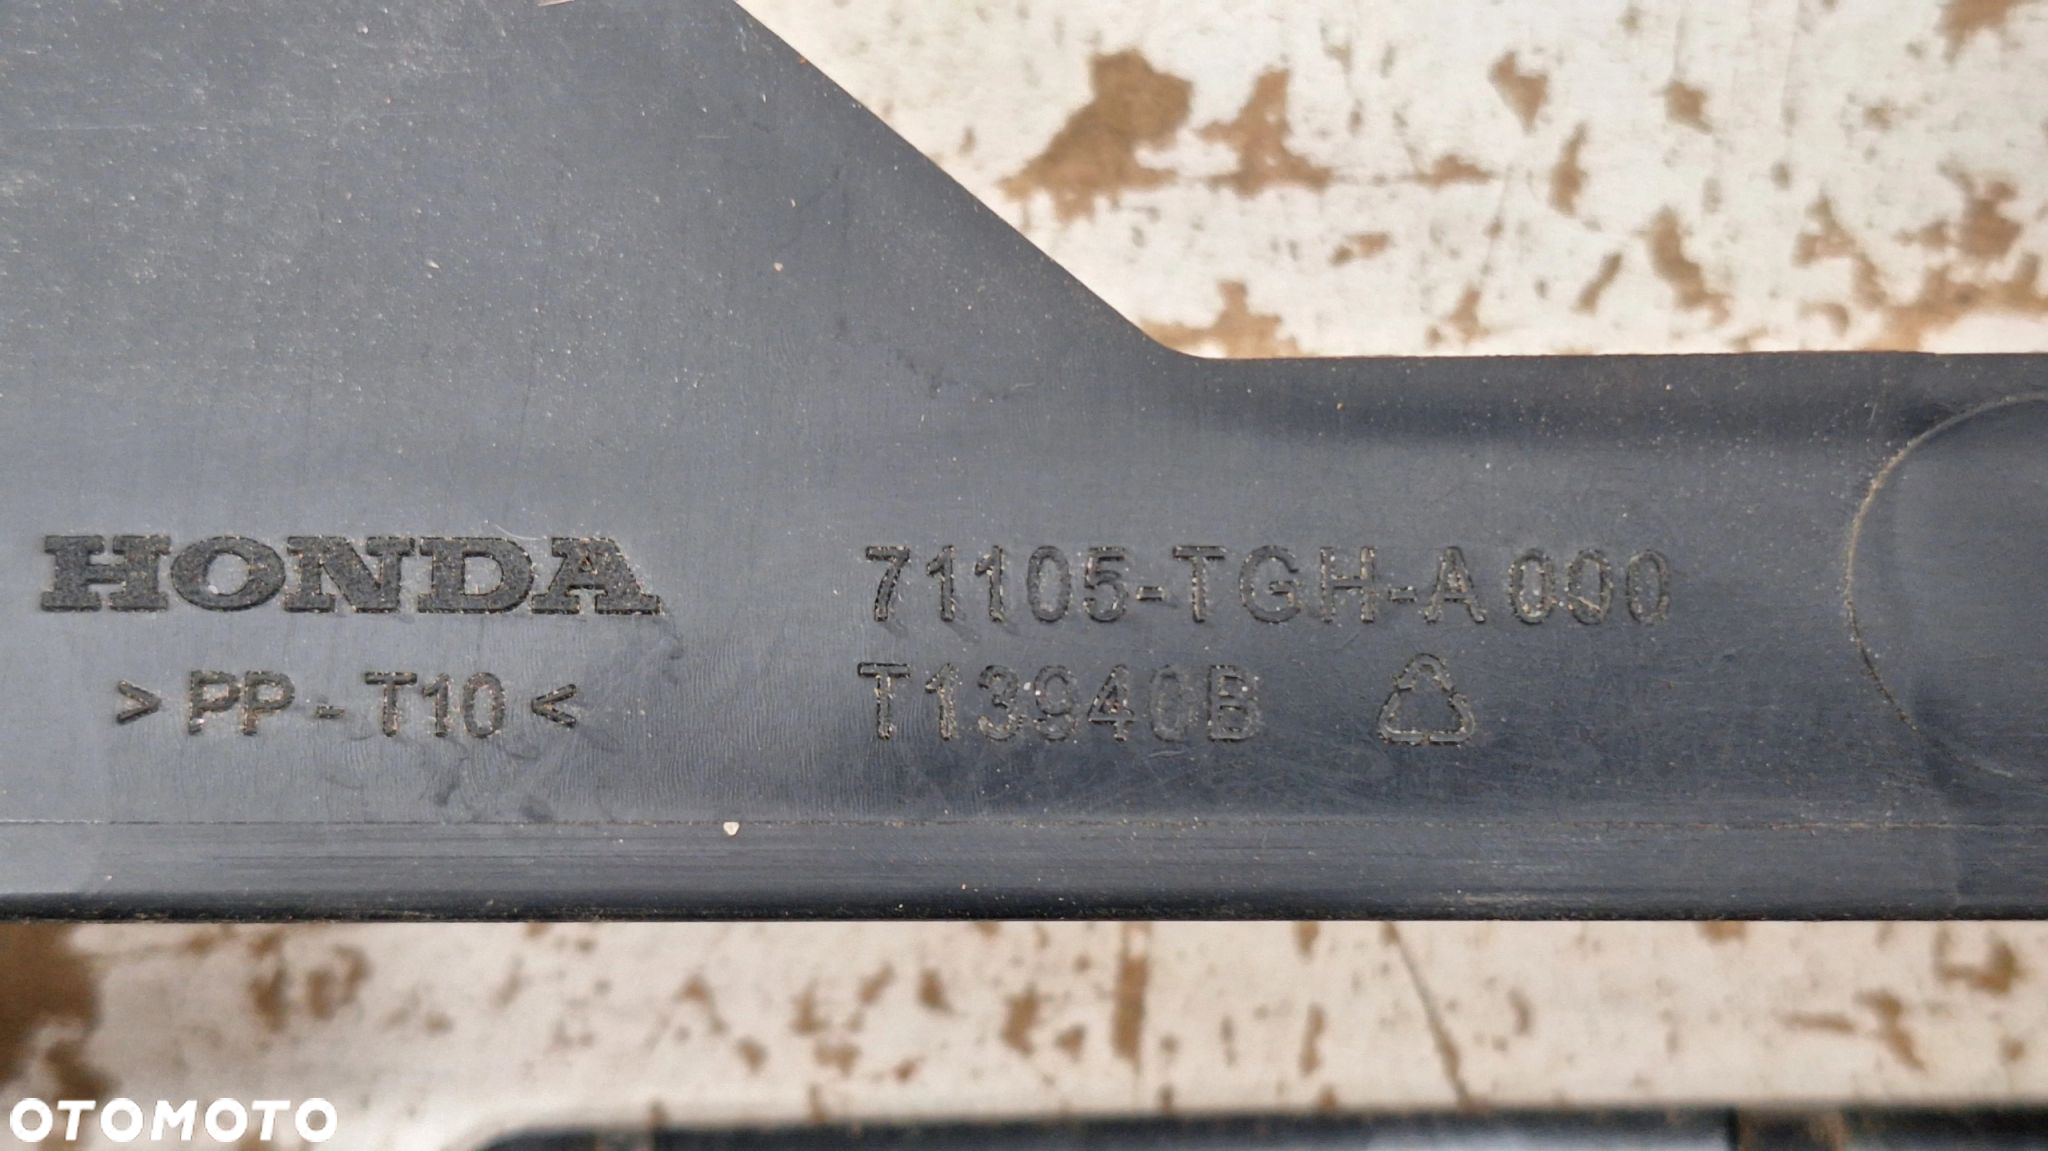 HONDA 71105-TGH-A000
>PP-T10< T13940B
OTOMOTO